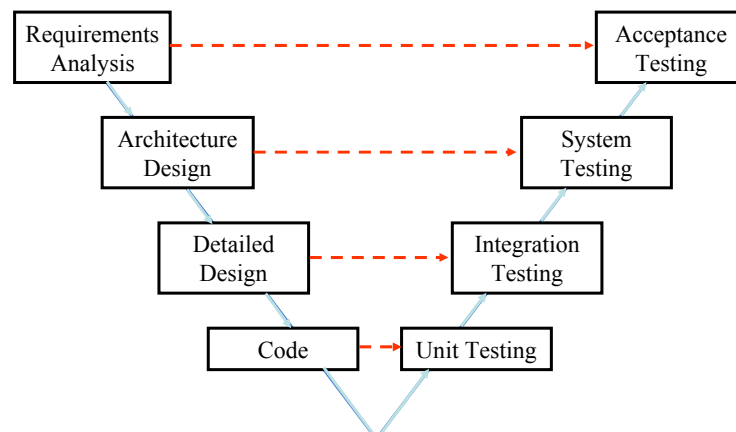 Requirements
Analysis
Acceptance
Testing
Architecture
Design
System
Testing
Detailed
Design
Integration
Testing
Code
Unit Testing